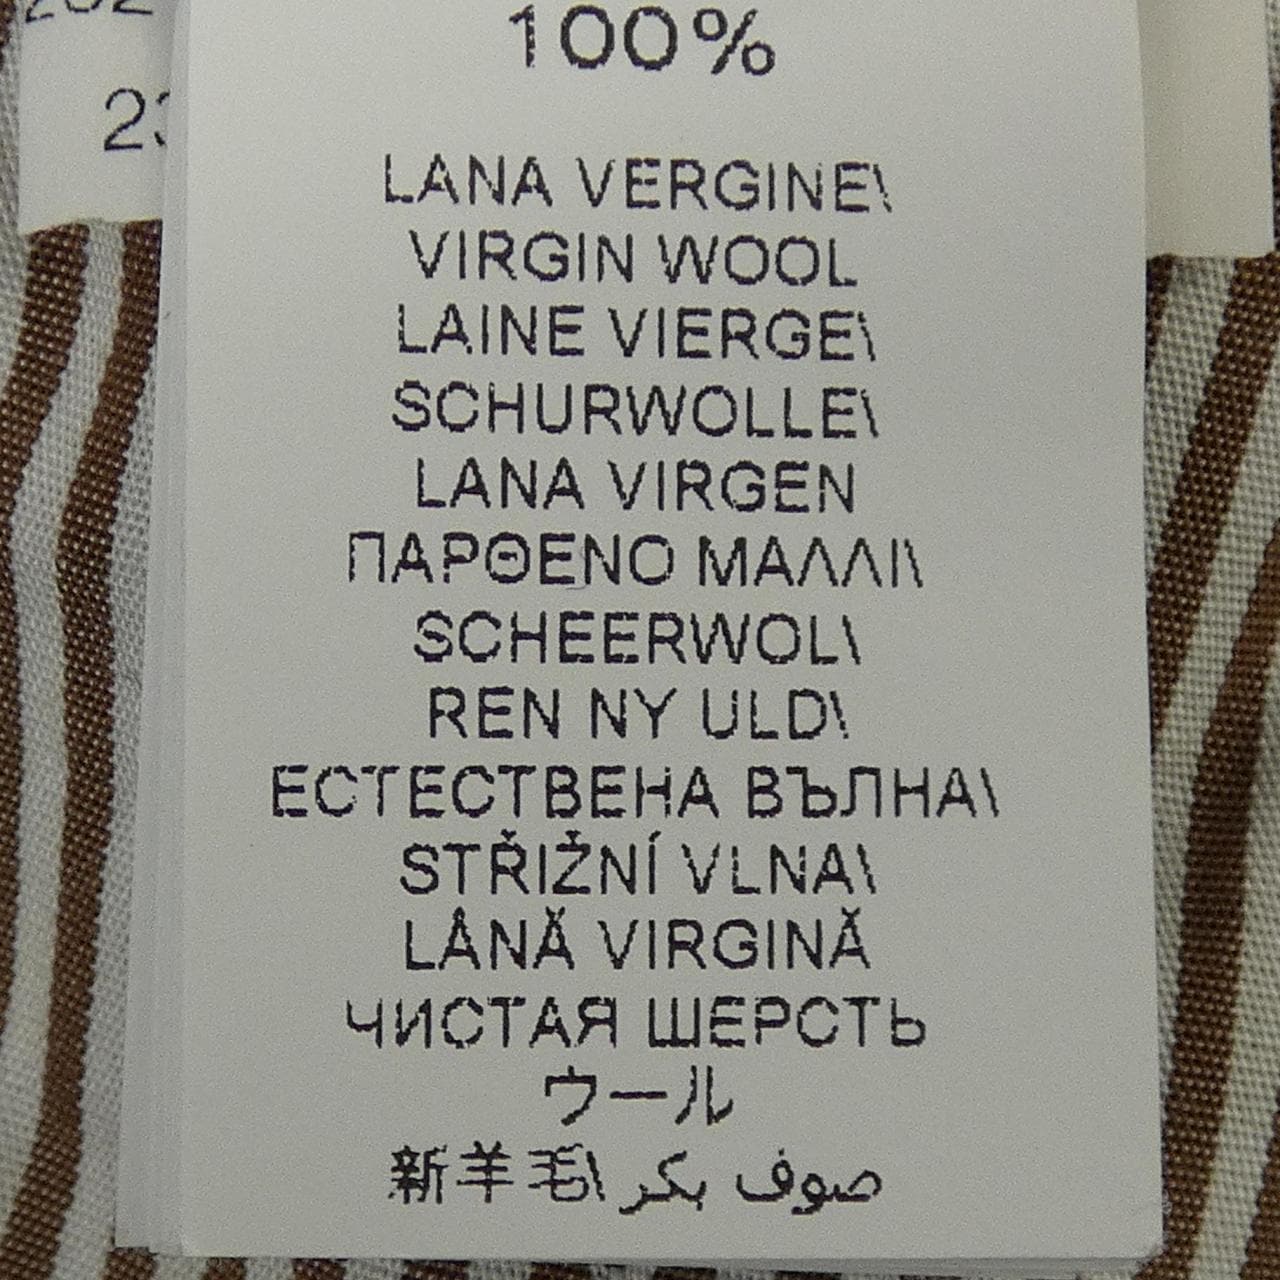 100%
23
LANA VERGINE\
VIRGIN WOOL
LAINE VIERGE\
SCHURWOLLE\
LANA VIRGEN
ΠΑΡΘΕΝΟ ΜΑΛΛΙ\
SCHEERWOL\
REN NY ULD\
ЕСТЕСТВЕНА ВЪЛНА\
STŘIŽNÍ VLNA\
LÂNĂ VIRGINĂ
ЧИСТАЯ ШЕРСТЬ
ウール
新羊毛\ صوف بكر